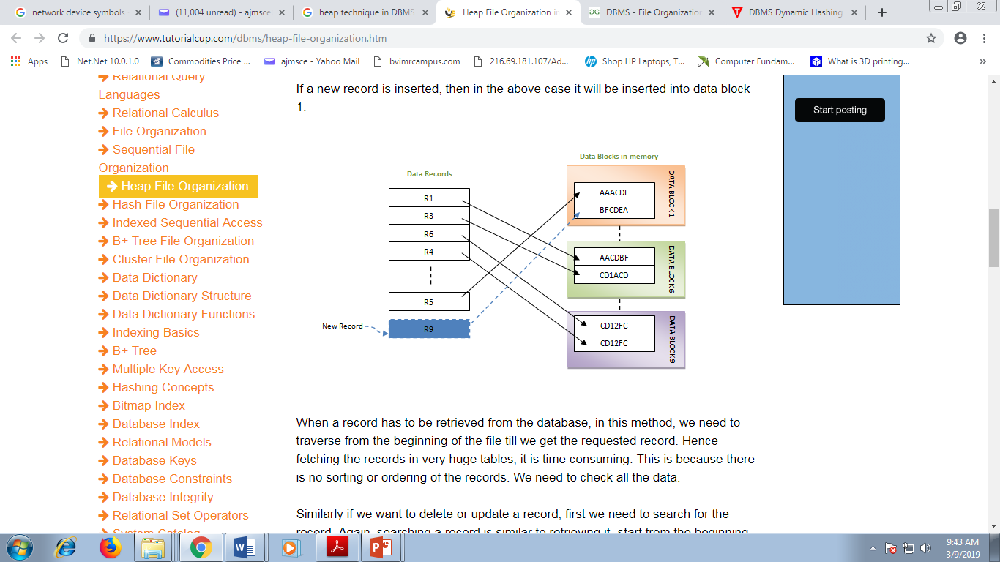 network device symbols
(11,004 unread) - ajmsce
heap technique in DBMS
Heap File Organization in
DBMS - File Organization
DBMS Dynamic Hashing
https://www.tutorialcup.com/dbms/heap-file-organization.htm
Apps
Net.Net 10.0.1.0
Commodities Price ...
ajmsce - Yahoo Mail
bvimrcampus.com
216.69.181.107/Ad...
Shop HP Laptops, T...
Computer Fundam...
What is 3D printing...
»
Relational Query
Languages
Relational Calculus
File Organization
Sequential File
Organization
Heap File Organization
Hash File Organization
Indexed Sequential Access
B+ Tree File Organization
Cluster File Organization
Data Dictionary
Data Dictionary Structure
Data Dictionary Functions
Indexing Basics
B+ Tree
Multiple Key Access
Hashing Concepts
Bitmap Index
Database Index
Relational Models
Database Keys
Database Constraints
Database Integrity
Relational Set Operators
System Catalog
If a new record is inserted, then in the above case it will be inserted into data block
1.
Data Records
R1
R3
R6
R4
R5
New Record
R9
Data Blocks in memory
AAACDE
BFCDEA
DATA BLOCK1
AACDBF
CD1ACD
DATA BLOCK6
CD12FC
CD12FC
DATA BLOCK9
When a record has to be retrieved from the database, in this method, we need to
traverse from the beginning of the file till we get the requested record. Hence
fetching the records in very huge tables, it is time consuming. This is because there
is no sorting or ordering of the records. We need to check all the data.
Similarly if we want to delete or update a record, first we need to search for the
record. Again, searching a record is similar to retrieving it- start from the beginning
Start posting
9:43 AM
3/9/2019